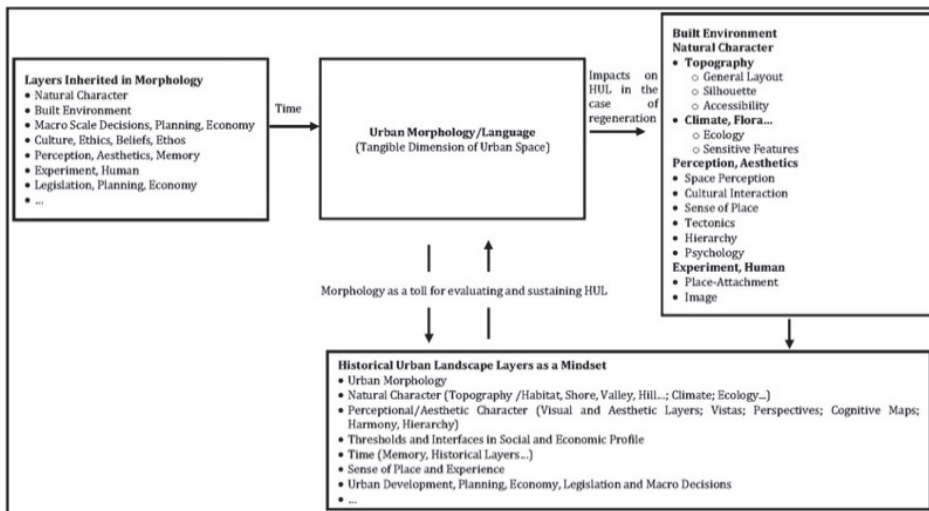 Layers Inherited in Morphology
• Natural Character
• Built Environment
• Macro Scale Decisions, Planning, Economy
• Culture, Ethics, Beliefs, Ethos
• Perception, Aesthetics, Memory
• Experiment, Human
• Legislation, Planning, Economy
• ...
Time
Urban Morphology/Language
(Tangible Dimension of Urban Space)
Impacts on
HUL in the
case of
regeneration
Built Environment
Natural Character
• Topography
○ General Layout
○ Silhouette
○ Accessibility
• Climate, Flora...
○ Ecology
○ Sensitive Features
Perception, Aesthetics
• Space Perception
• Cultural Interaction
• Sense of Place
• Tectonics
• Hierarchy
• Psychology
Experiment, Human
• Place-Attachment
• Image
Morphology as a toll for evaluating and sustaining HUL
Historical Urban Landscape Layers as a Mindset
• Urban Morphology
• Natural Character (Topography /Habitat, Shore, Valley, Hill...; Climate; Ecology...)
• Perceptional/Aesthetic Character (Visual and Aesthetic Layers; Vistas; Perspectives; Cognitive Maps;
Harmony, Hierarchy)
• Thresholds and Interfaces in Social and Economic Profile
• Time (Memory, Historical Layers...)
• Sense of Place and Experience
• Urban Development, Planning, Economy, Legislation and Macro Decisions
• ...